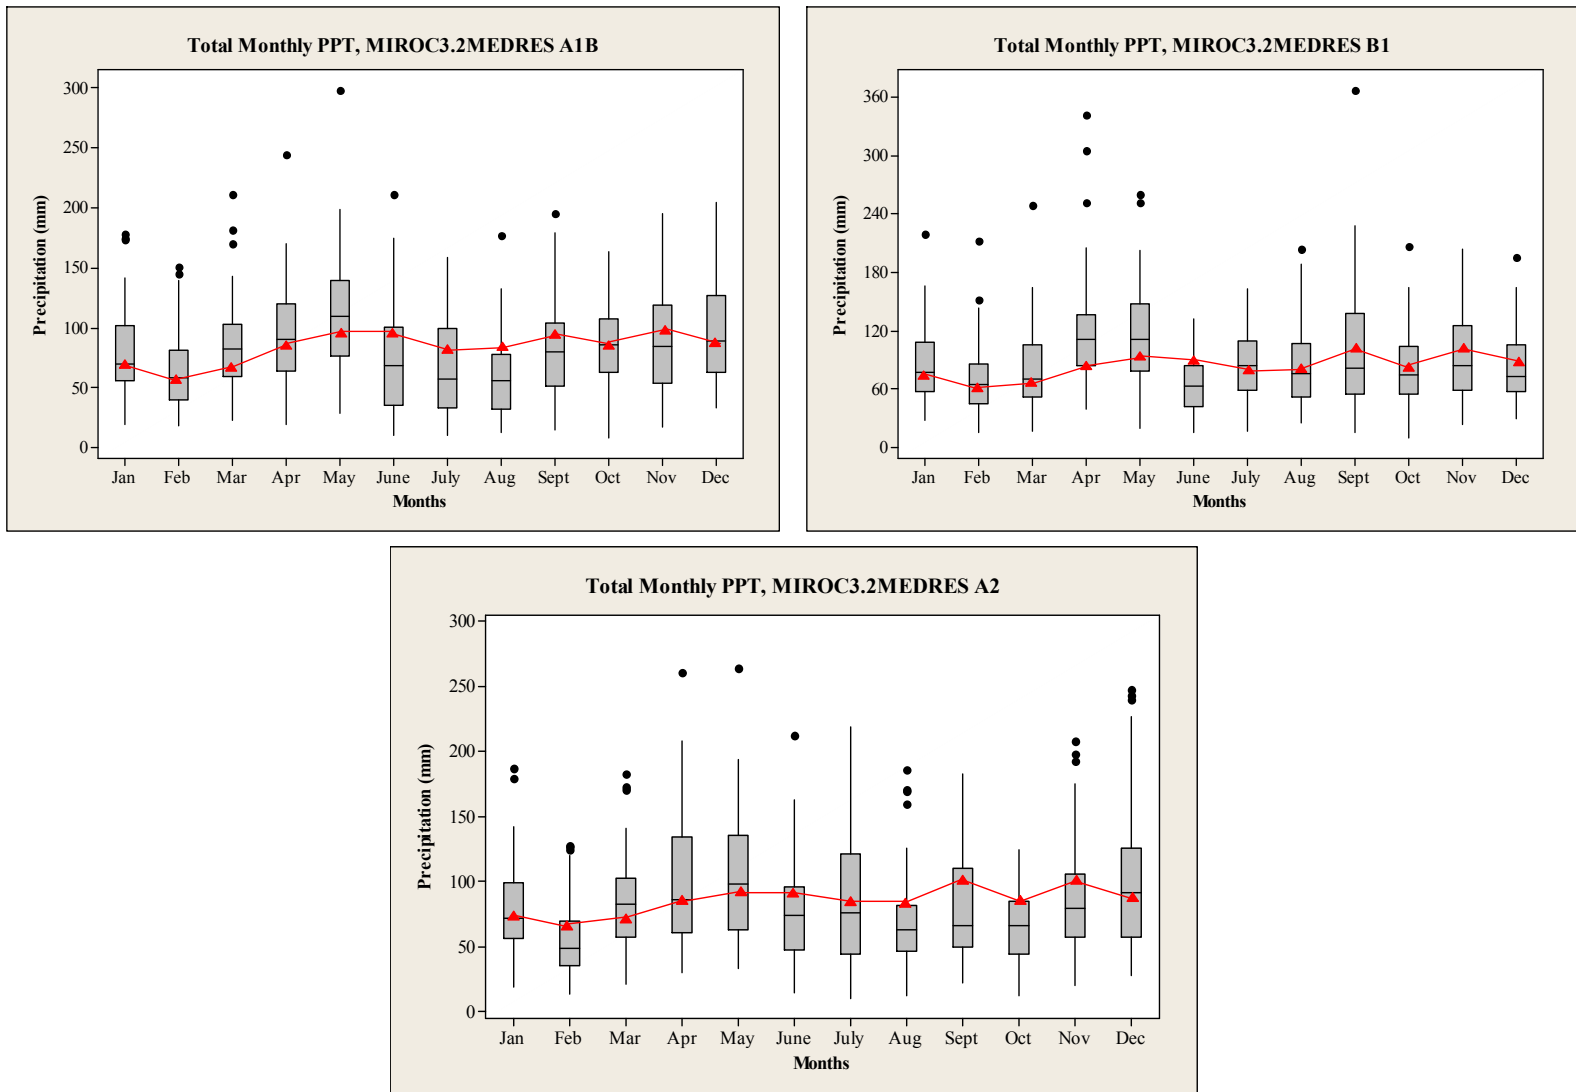 Total Monthly PPT, MIROC3.2MEDRES A1B
Precipitation (mm)
300
250
200
150
100
50
0
Jan Feb Mar Apr May June July Aug Sept Oct Nov Dec
Months
Total Monthly PPT, MIROC3.2MEDRES B1
Precipitation (mm)
360
300
240
180
120
60
0
Jan Feb Mar Apr May June July Aug Sept Oct Nov Dec
Months
Total Monthly PPT, MIROC3.2MEDRES A2
Precipitation (mm)
300
250
200
150
100
50
0
Jan Feb Mar Apr May June July Aug Sept Oct Nov Dec
Months